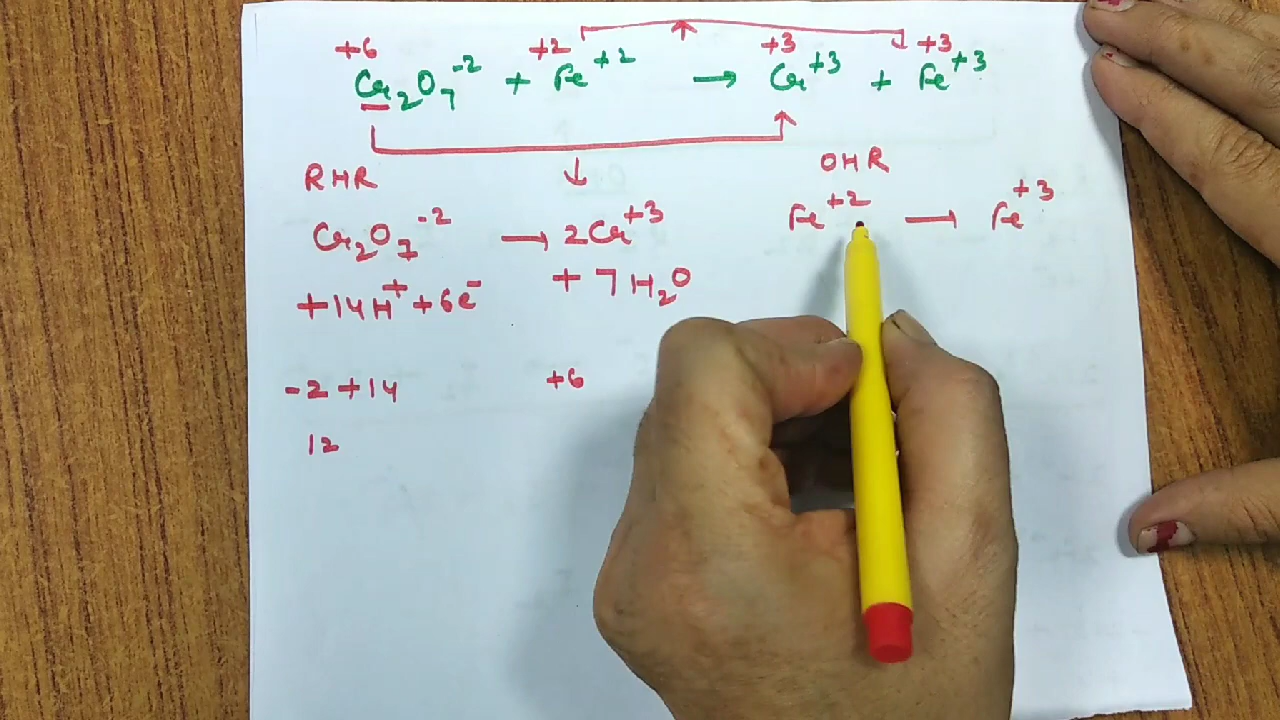 +6 +2 +3 +3
Cr₂O₇⁻² + Fe⁺² → Cr⁺³ + Fe⁺³
RHR
Cr₂O₇⁻² → 2Cr⁺³
+14H⁺ +6e⁻ + 7H₂O
-2 +14 +6
12
OHR
Fe⁺² → Fe⁺³